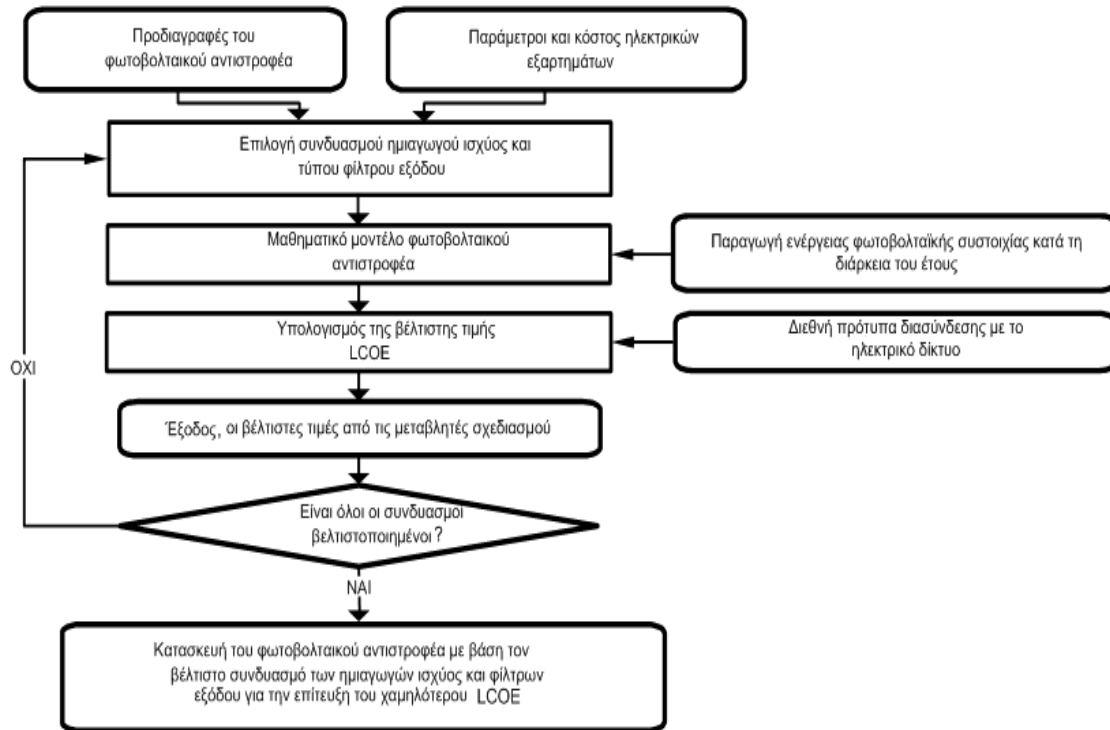 Προδιαγραφές του
φωτοβολταικού αντιστροφέα
Παράμετροι και κόστος ηλεκτρικών
εξαρτημάτων
Επιλογή συνδυασμού ημιαγωγού ισχύος και
τύπου φίλτρου εξόδου
Μαθηματικό μοντέλο φωτοβολταικού
αντιστροφέα
Παραγωγή ενέργειας φωτοβολταϊκής συστοιχίας κατά τη
διάρκεια του έτους
Υπολογισμός της βέλτιστης τιμής
LCOE
Διεθνή πρότυπα διασύνδεσης με το
ηλεκτρικό δίκτυο
ΟΧΙ
Έξοδος, οι βέλτιστες τιμές από τις μεταβλητές σχεδιασμού
Είναι όλοι οι συνδυασμοί
βελτιστοποιημένοι ?
ΝΑΙ
Κατασκευή του φωτοβολταικού αντιστροφέα με βάση τον
βέλτιστο συνδυασμό των ημιαγωγών ισχύος και φίλτρων
εξόδου για την επίτευξη του χαμηλότερου LCOE